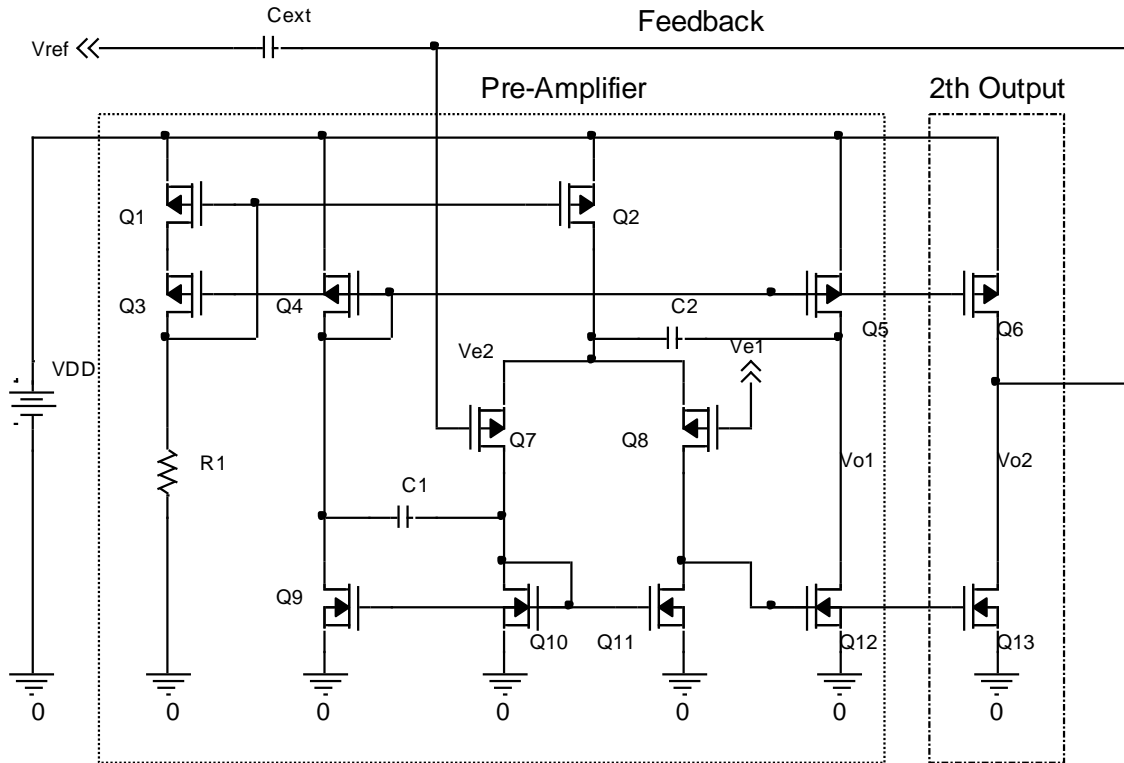 Cext
Feedback
Vref
Pre-Amplifier
2th Output
Q1
Q2
Q3
Q4
C2
Q5
Q6
VDD
Ve2
Ve1
Q7
Q8
R1
Vo1
Vo2
C1
Q9
Q10
Q11
Q12
Q13
0
0
0
0
0
0
0